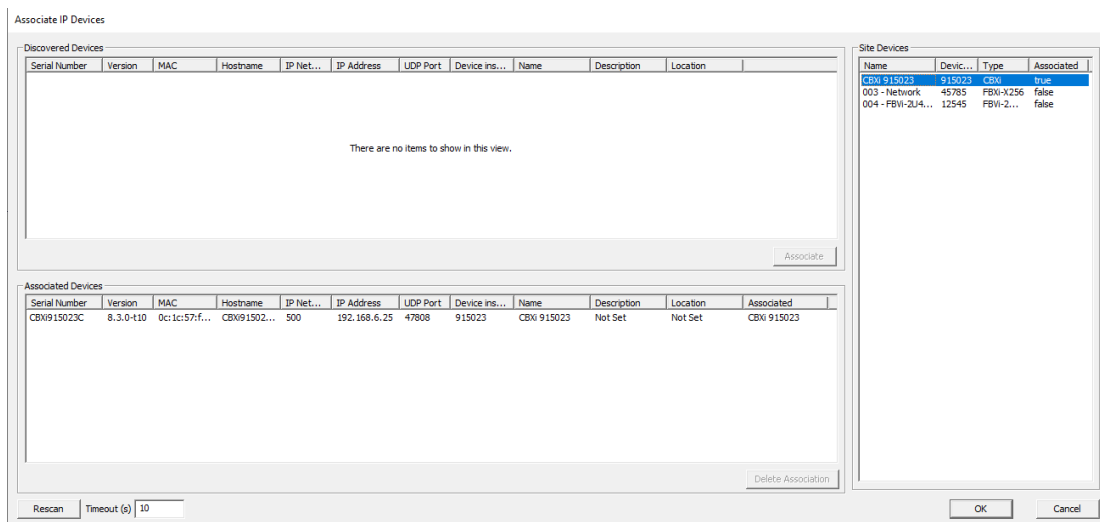 Associate IP Devices
Discovered Devices
Serial Number Version MAC Hostname IP Net... IP Address UDP Port Device ins... Name Description Location
There are no items to show in this view.
Associate
Associated Devices
Serial Number Version MAC Hostname IP Net... IP Address UDP Port Device ins... Name Description Location Associated
CBXi915023C 8.3.0-t10 0c:1c:57:f... CBXi91502... 500 192.168.6.25 47808 915023 CBXi 915023 Not Set Not Set CBXi 915023
Delete Association
Rescan Timeout (s) 10
Site Devices
Name Devic... Type Associated
CBXi 915023 915023 CBXi true
003 - Network 45785 FBXi-X256 false
004 - FBVi-2U4... 12545 FBVi-2... false
OK Cancel